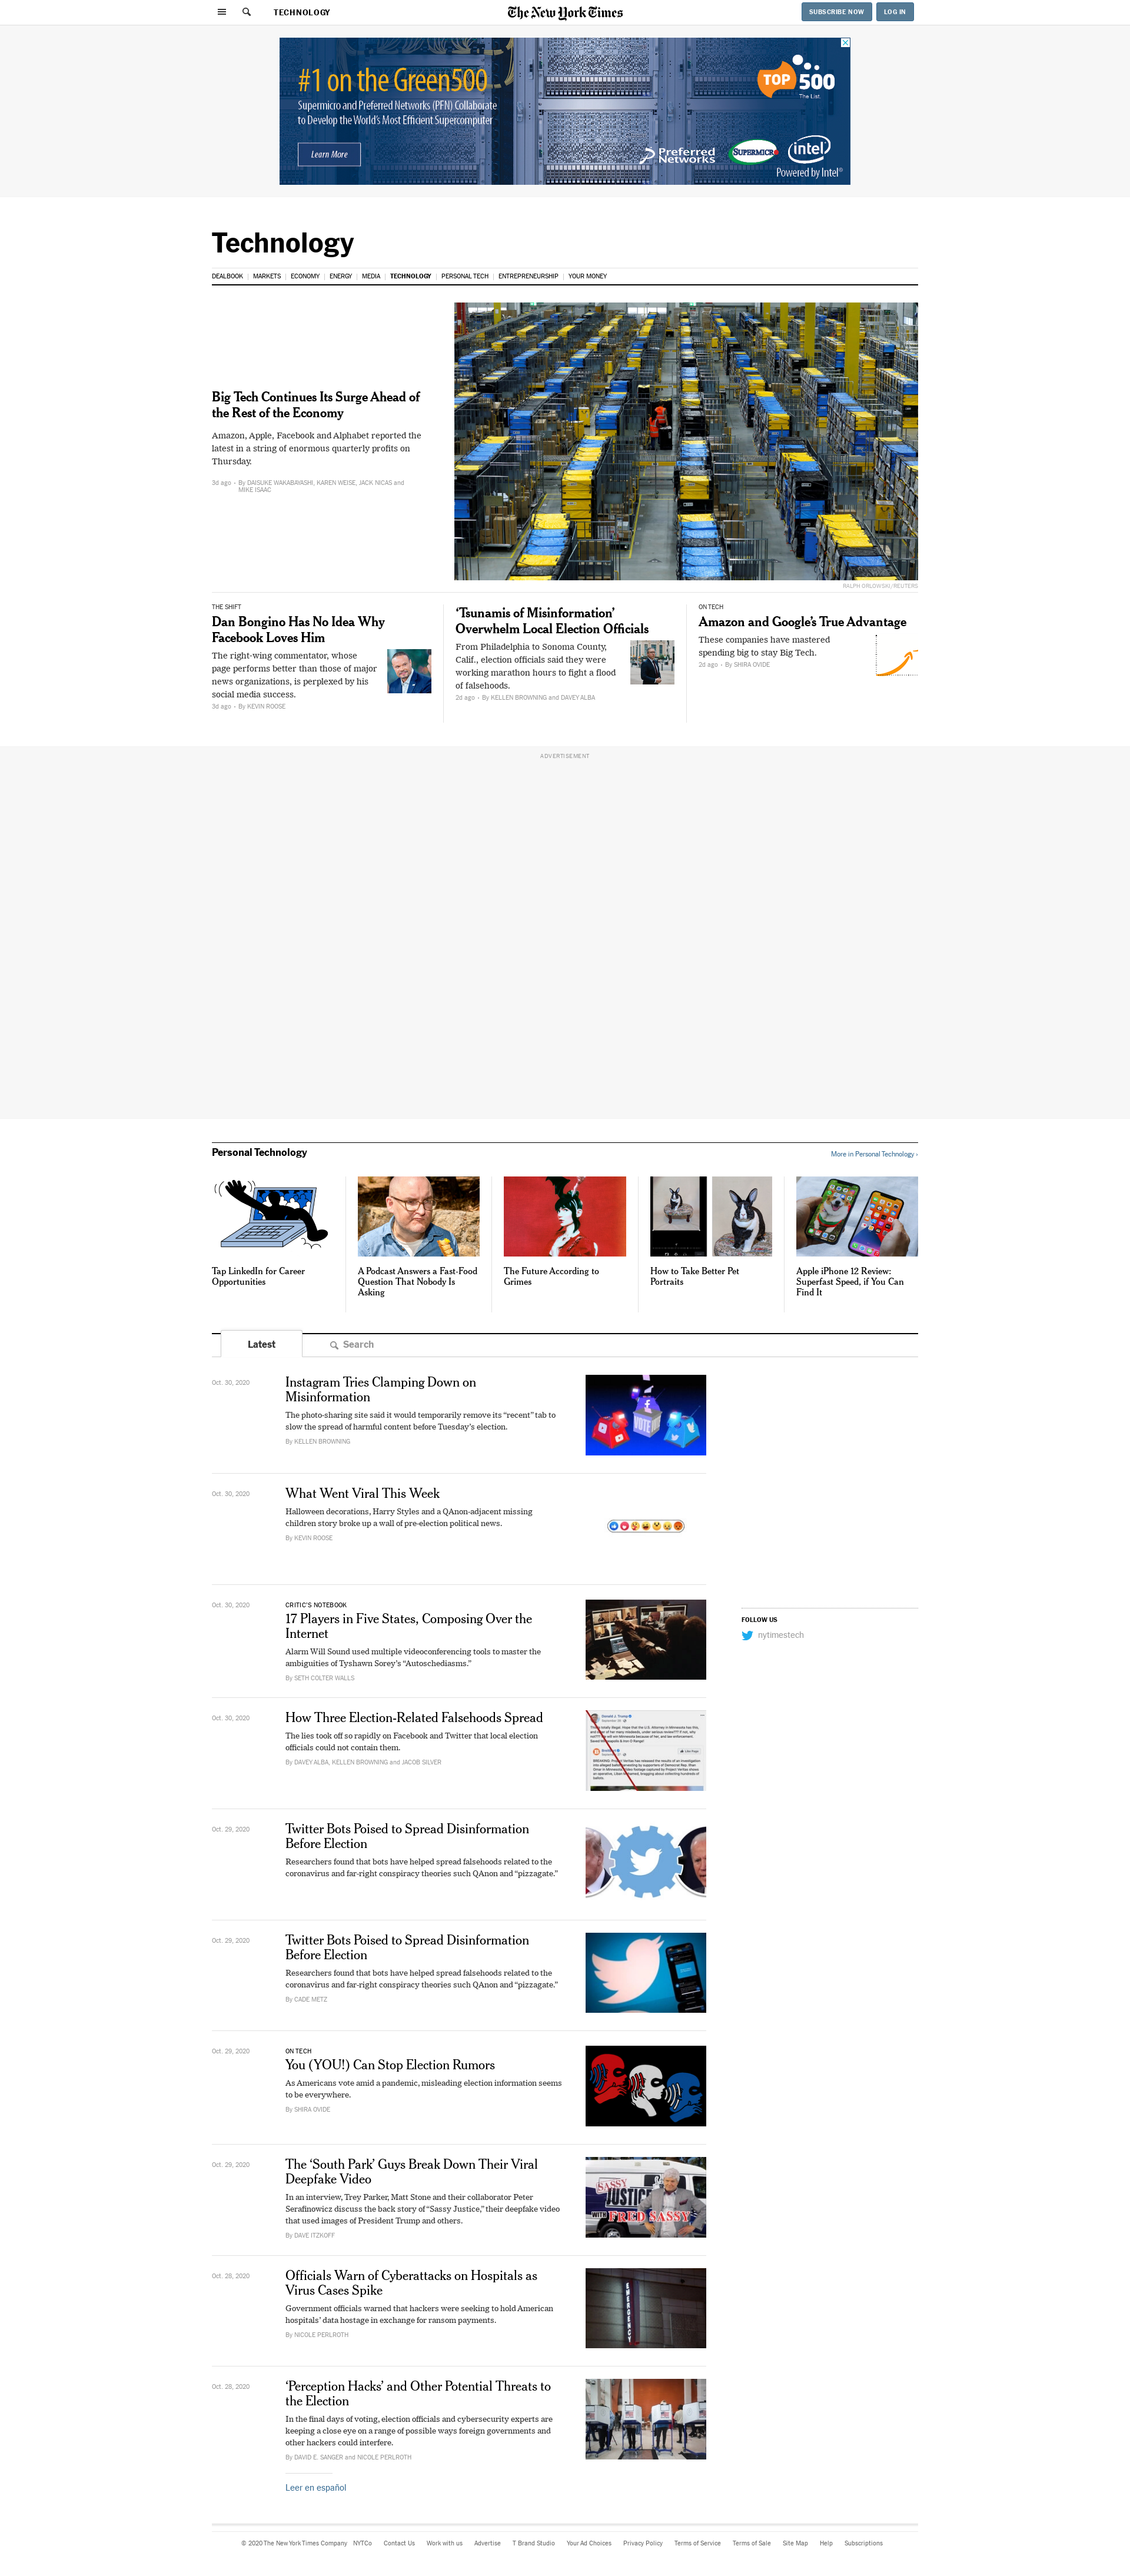 TECHNOLOGY
The New York Times
SUBSCRIBE NOW
LOG IN
#1 on the Green500
Supermicro and Preferred Networks (PFN) Collaborate
to Develop the World's Most Efficient Supercomputer
Learn More
TOP 500
The List.
Preferred
Networks
SUPERMICRO
intel
Powered by Intel®
Technology
DEALBOOK
MARKETS
ECONOMY
ENERGY
MEDIA
TECHNOLOGY
PERSONAL TECH
ENTREPRENEURSHIP
YOUR MONEY
Big Tech Continues Its Surge Ahead of
the Rest of the Economy
Amazon, Apple, Facebook and Alphabet reported the
latest in a string of enormous quarterly profits on
Thursday.
3d ago • By DAISUKE WAKABAYASHI, KAREN WEISE, JACK NICAS and
MIKE ISAAC
RALPH ORLOWSKI/REUTERS
THE SHIFT
Dan Bongino Has No Idea Why
Facebook Loves Him
The right-wing commentator, whose
page performs better than those of major
news organizations, is perplexed by his
social media success.
3d ago • By KEVIN ROOSE
‘Tsunamis of Misinformation’
Overwhelm Local Election Officials
From Philadelphia to Sonoma County,
Calif., election officials said they were
working marathon hours to fight a flood
of falsehoods.
2d ago • By KELLEN BROWNING and DAVEY ALBA
ON TECH
Amazon and Google’s True Advantage
These companies have mastered
spending big to stay Big Tech.
2d ago • By SHIRA OVIDE
ADVERTISEMENT
Personal Technology
More in Personal Technology ›
Tap LinkedIn for Career
Opportunities
A Podcast Answers a Fast-Food
Question That Nobody Is
Asking
The Future According to
Grimes
How to Take Better Pet
Portraits
Apple iPhone 12 Review:
Superfast Speed, if You Can
Find It
Latest
Search
Oct. 30, 2020
Instagram Tries Clamping Down on
Misinformation
The photo-sharing site said it would temporarily remove its “recent” tab to
slow the spread of harmful content before Tuesday’s election.
By KELLEN BROWNING
VOTE
Oct. 30, 2020
What Went Viral This Week
Halloween decorations, Harry Styles and a QAnon-adjacent missing
children story broke up a wall of pre-election political news.
By KEVIN ROOSE
Oct. 30, 2020
CRITIC’S NOTEBOOK
17 Players in Five States, Composing Over the
Internet
Alarm Will Sound used multiple videoconferencing tools to master the
ambiguities of Tyshawn Sorey’s “Autoschediasms.”
By SETH COLTER WALLS
FOLLOW US
nytimestech
Oct. 30, 2020
How Three Election-Related Falsehoods Spread
The lies took off so rapidly on Facebook and Twitter that local election
officials could not contain them.
By DAVEY ALBA, KELLEN BROWNING and JACOB SILVER
Oct. 29, 2020
Twitter Bots Poised to Spread Disinformation
Before Election
Researchers found that bots have helped spread falsehoods related to the
coronavirus and far-right conspiracy theories such QAnon and “pizzagate.”
Oct. 29, 2020
Twitter Bots Poised to Spread Disinformation
Before Election
Researchers found that bots have helped spread falsehoods related to the
coronavirus and far-right conspiracy theories such QAnon and “pizzagate.”
By CADE METZ
Oct. 29, 2020
ON TECH
You (YOU!) Can Stop Election Rumors
As Americans vote amid a pandemic, misleading election information seems
to be everywhere.
By SHIRA OVIDE
Oct. 29, 2020
The ‘South Park’ Guys Break Down Their Viral
Deepfake Video
In an interview, Trey Parker, Matt Stone and their collaborator Peter
Serafinowicz discuss the back story of “Sassy Justice,” their deepfake video
that used images of President Trump and others.
By DAVE ITZKOFF
SASSY
JUSTICE
WITH FRED SASSY
Oct. 28, 2020
Officials Warn of Cyberattacks on Hospitals as
Virus Cases Spike
Government officials warned that hackers were seeking to hold American
hospitals’ data hostage in exchange for ransom payments.
By NICOLE PERLROTH
EMERGENCY
Oct. 28, 2020
‘Perception Hacks’ and Other Potential Threats to
the Election
In the final days of voting, election officials and cybersecurity experts are
keeping a close eye on a range of possible ways foreign governments and
other hackers could interfere.
By DAVID E. SANGER and NICOLE PERLROTH
Leer en español
© 2020 The New York Times Company
NYTCo
Contact Us
Work with us
Advertise
T Brand Studio
Your Ad Choices
Privacy Policy
Terms of Service
Terms of Sale
Site Map
Help
Subscriptions